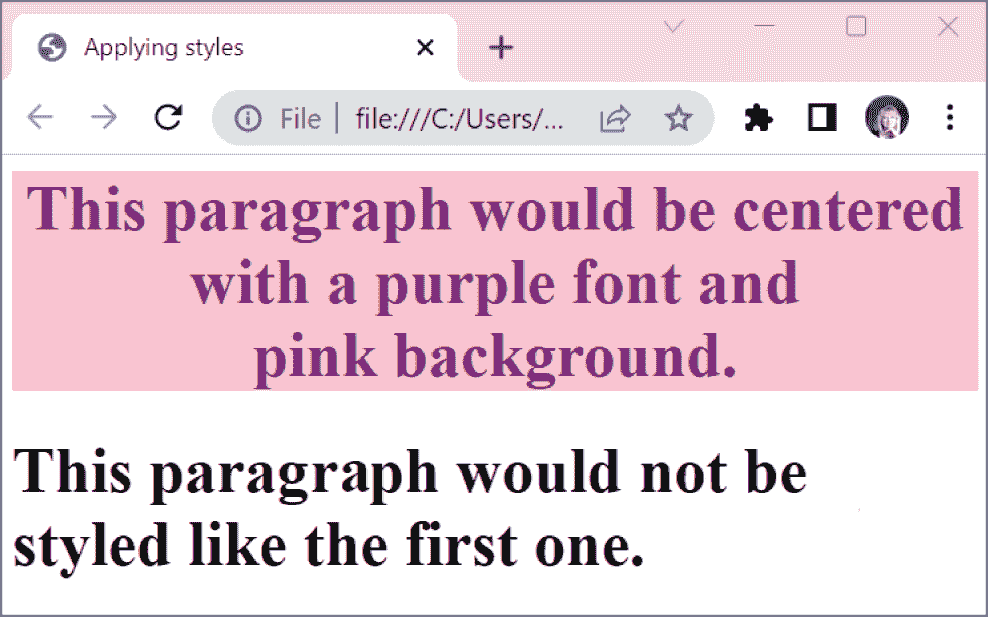 Applying styles
File | file:///C:/Users/...
This paragraph would be centered
with a purple font and
pink background.
This paragraph would not be
styled like the first one.